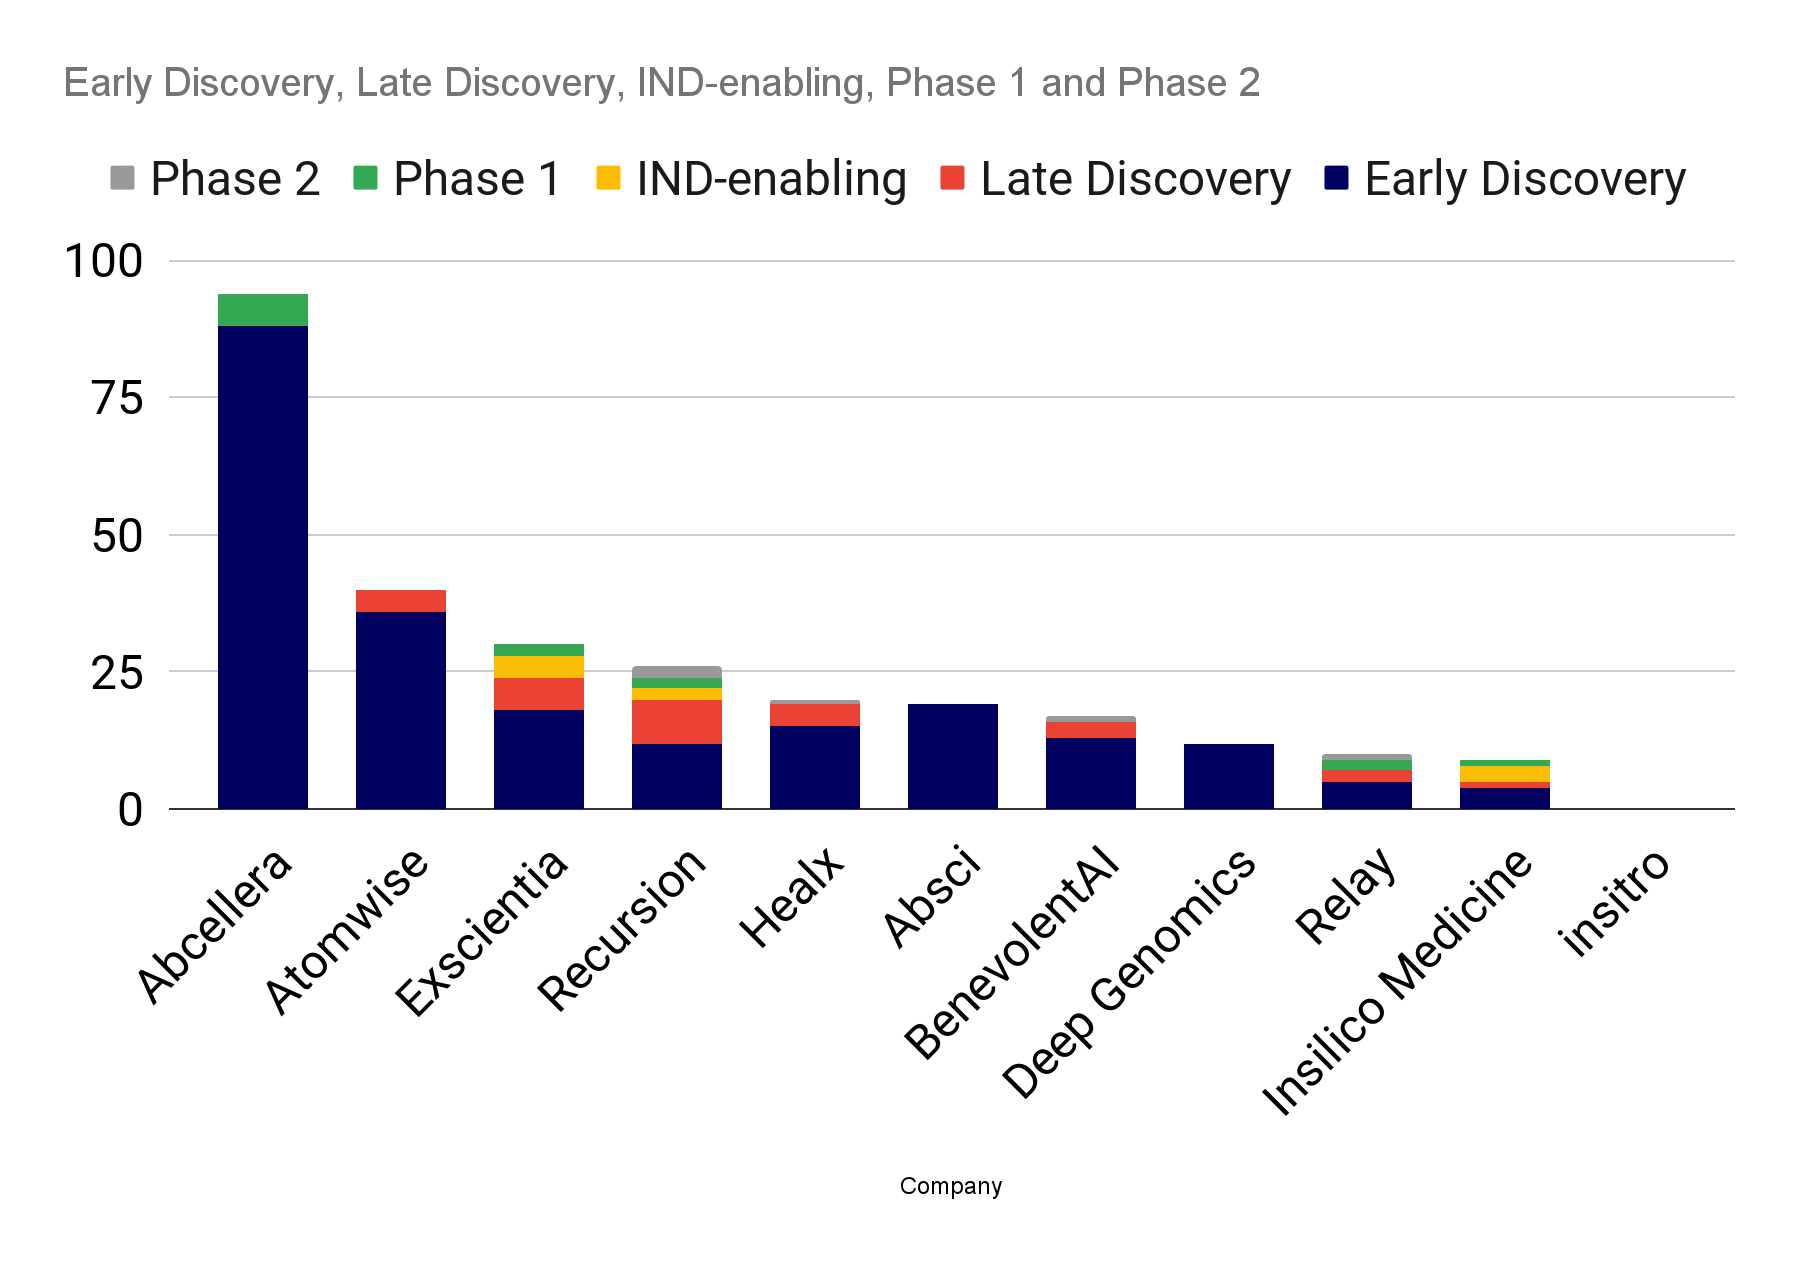 Early Discovery, Late Discovery, IND-enabling, Phase 1 and Phase 2
Phase 2 Phase 1 IND-enabling Late Discovery Early Discovery
100
75
50
25
0
Abcellera
Atomwise
Exscientia
Recursion
Healx
Absci
BenevolentAI
Deep Genomics
Relay
Insilico Medicine
insitro
Company